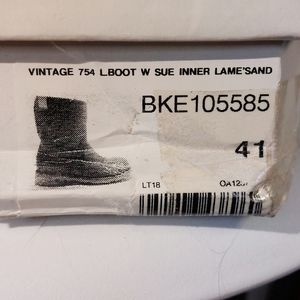 VINTAGE 754 L.BOOT W SUE INNER LAME'SAND
BKE105585
41
LT18